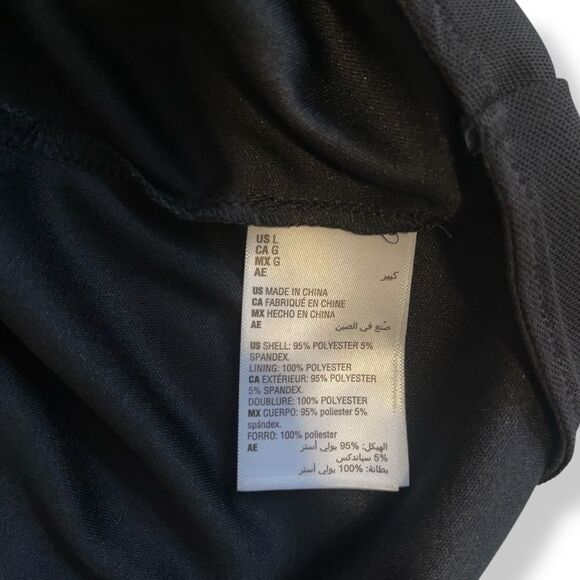 US L
CA G
MX G
AE كبير
US MADE IN CHINA
CA FABRIQUÉ EN CHINE
MX HECHO EN CHINA
AE صُنع في الصين
US SHELL: 95% POLYESTER 5%
SPANDEX.
LINING: 100% POLYESTER
CA EXTÉRIEUR: 95% POLYESTER
5% SPANDEX.
DOUBLURE: 100% POLYESTER
MX CUERPO: 95% poliester 5%
spándex.
FORRO: 100% poliester
AE الهيكل: 95% بولي أستر
5% سباندكس
بطانة: 100% بولي أستر